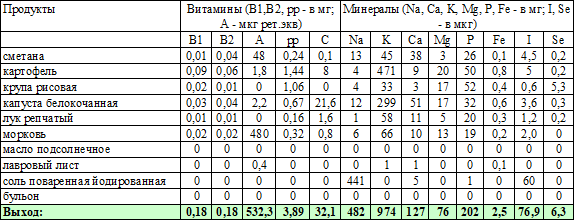 Продукты Витамины (В1,В2, рр - в мг; А - мкг рет.экв) Минералы (Na, Ca, K, Mg, P, Fe - в мг; I, Se - в мкг)
B1 B2 A pp C Na K Ca Mg P Fe I Se
сметана 0,01 0,04 48 0,24 0,1 13 45 38 3 26 0,1 4,5 0,2
картофель 0,09 0,06 1,8 1,44 8 4 471 9 20 50 0,8 5 0,2
крупа рисовая 0,01 0,02 0 1,06 0 4 33 3 17 52 0,4 0,6 5,3
капуста белокочанная 0,03 0,04 2,2 0,67 21,6 12 299 51 17 32 0,6 3,6 0,3
лук репчатый 0,01 0,01 0 0,16 1,6 1 58 11 5 20 0,3 1,2 0,2
морковь 0,02 0,02 480 0,32 0,8 6 66 10 13 19 0,2 2,0 0
масло подсолнечное 0 0 0 0 0 0 0 0 0 0 0 0 0
лавровый лист 0 0 0,4 0 0 0 1 1 0 0 0,1 0 0
соль поваренная йодированная 0 0 0 0 0 441 0 5 0 1 0 60 0
бульон 0 0 0 0 0 0 0 0 0 0 0 0 0
Выход: 0,18 0,18 532,3 3,89 32,1 482 974 127 76 202 2,5 76,9 6,3